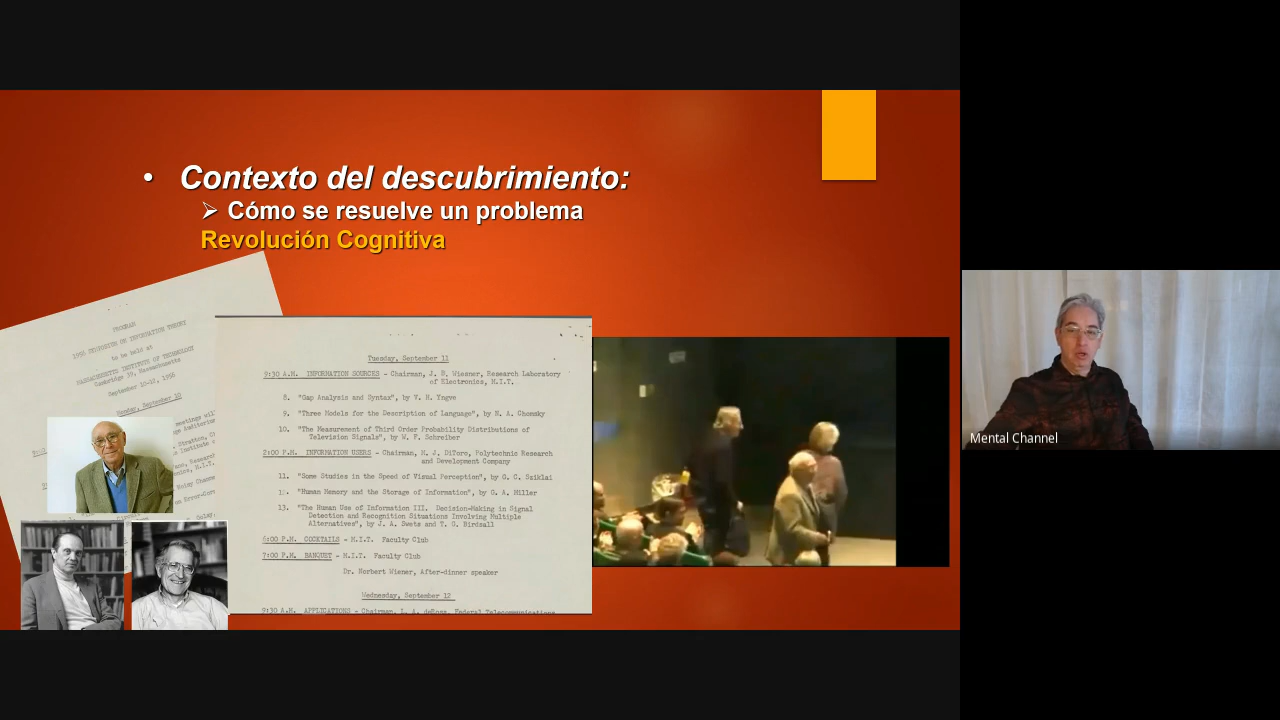 • Contexto del descubrimiento:
➢ Cómo se resuelve un problema
Revolución Cognitiva
PROGRAM
1956 SYMPOSIUM ON INFORMATION THEORY
to be held at
MASSACHUSETTS INSTITUTE OF TECHNOLOGY
Cambridge 39, Massachusetts
September 10-12, 1956
Monday, September 10
Tuesday, September 11
9:30 A.M. INFORMATION SOURCES - Chairman, J. B. Wiesner, Research Laboratory
of Electronics, M.I.T.
8. "Gap Analysis and Syntax", by V. H. Yngve
9. "Three Models for the Description of Language", by N. A. Chomsky
10. "The Measurement of Third Order Probability Distributions of
Television Signals", by W. F. Schreiber
2:00 P.M. INFORMATION USERS - Chairman, M. J. DiToro, Polytechnic Research
and Development Company
11. "Some Studies in the Speed of Visual Perception", by G. C. Sziklai
12. "Human Memory and the Storage of Information", by G. A. Miller
13. "The Human Use of Information III. Decision-Making in Signal
Detection and Recognition Situations Involving Multiple
Alternatives", by J. A. Swets and T. G. Birdsall
6:00 P.M. COCKTAILS - M.I.T. Faculty Club
7:00 P.M. BANQUET - M.I.T. Faculty Club
Dr. Norbert Wiener, After-dinner speaker
Wednesday, September 12
9:30 A.M. APPLICATIONS - Chairman, L. A. deRosa, Federal Telecommunications
Mental Channel